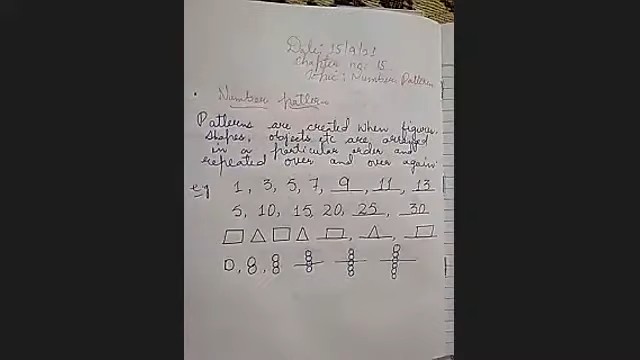 Date: 15/9/21
Chapter no: 15
Topic: Number Pattern
Number pattern
Patterns are created when figures,
shapes, objects etc are arranged
in a particular order and
repeated over and over again.
eg 1, 3, 5, 7, 9, 11, 13
5, 10, 15, 20, 25, 30